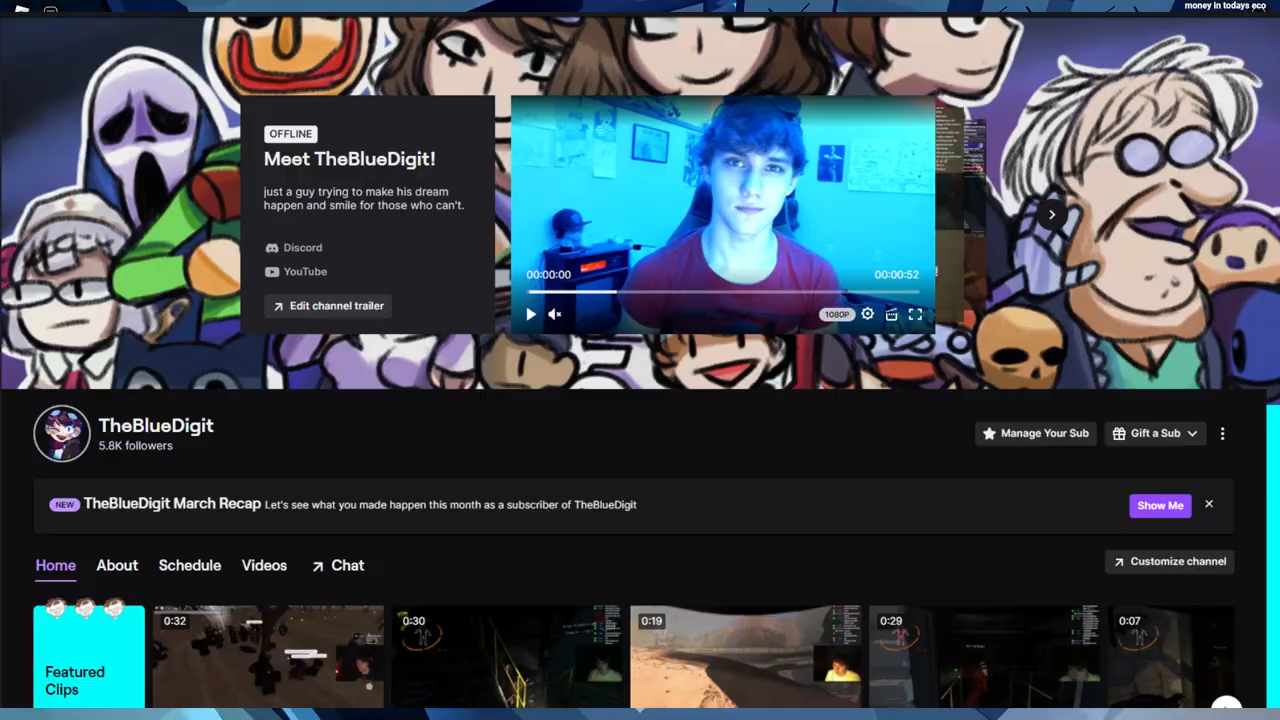 money in todays eco
OFFLINE
Meet TheBlueDigit!
just a guy trying to make his dream
happen and smile for those who can't.
Discord
YouTube
Edit channel trailer
00:00:00
00:00:52
1080P
TheBlueDigit
5.8K followers
Manage Your Sub
Gift a Sub
NEW TheBlueDigit March Recap Let's see what you made happen this month as a subscriber of TheBlueDigit
Show Me
Home About Schedule Videos Chat
Customize channel
0:32
0:30
0:19
0:29
0:07
Featured
Clips